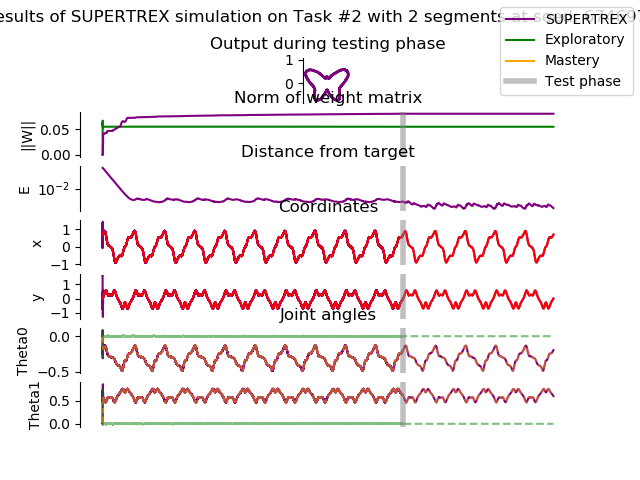 esults of SUPERTREX simulation on Task #2 with 2 segments at seed
SUPERTREX
Exploratory
Mastery
Test phase
Output during testing phase
1
0
Norm of weight matrix
||W||
0.05
0.00
Distance from target
E
10⁻²
Coordinates
x
1
0
−1
y
1
0
−1
Joint angles
Theta0
0.0
−0.5
Theta1
0.5
0.0